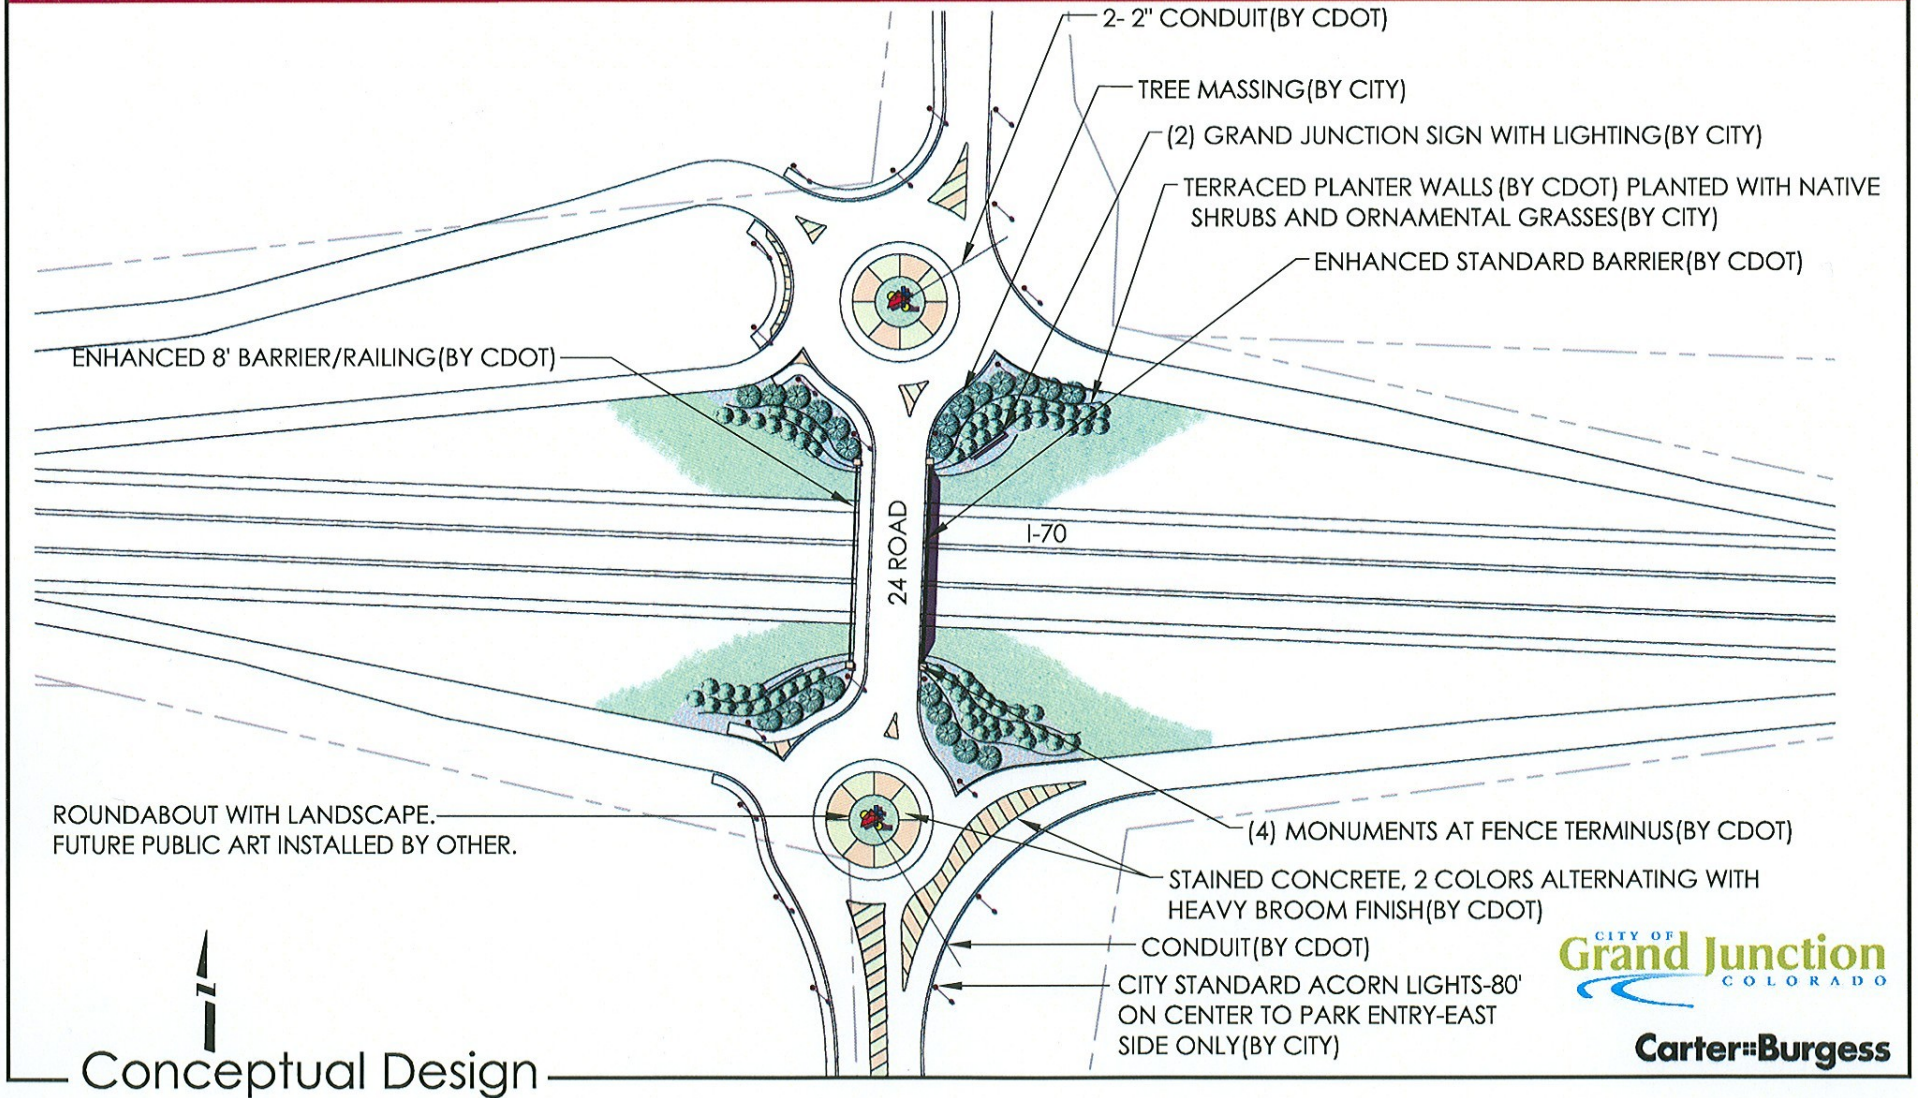 2- 2" CONDUIT(BY CDOT)
TREE MASSING(BY CITY)
(2) GRAND JUNCTION SIGN WITH LIGHTING(BY CITY)
TERRACED PLANTER WALLS(BY CDOT) PLANTED WITH NATIVE
SHRUBS AND ORNAMENTAL GRASSES(BY CITY)
ENHANCED STANDARD BARRIER(BY CDOT)
ENHANCED 8' BARRIER/RAILING(BY CDOT)
24 ROAD
I-70
ROUNDABOUT WITH LANDSCAPE.
FUTURE PUBLIC ART INSTALLED BY OTHER.
(4) MONUMENTS AT FENCE TERMINUS(BY CDOT)
STAINED CONCRETE, 2 COLORS ALTERNATING WITH
HEAVY BROOM FINISH(BY CDOT)
CONDUIT(BY CDOT)
CITY STANDARD ACORN LIGHTS-80'
ON CENTER TO PARK ENTRY-EAST
SIDE ONLY(BY CITY)
CITY OF
Grand Junction
COLORADO
Carter::Burgess
N
Conceptual Design